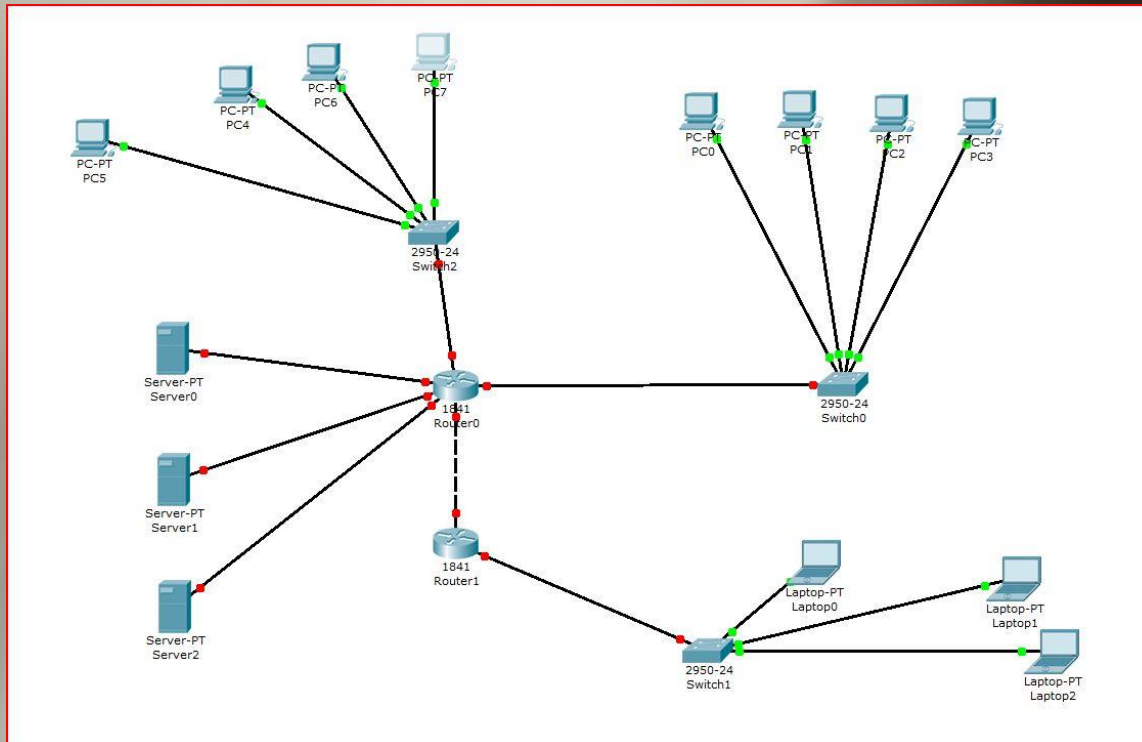 PC-PT
PC7
PC-PT
PC6
PC-PT
PC4
PC-PT
PC5
PC-PT
PC0
PC-PT
PC1
PC-PT
PC2
PC-PT
PC3
2950-24
Switch2
Server-PT
Server0
1841
Router0
2950-24
Switch0
Server-PT
Server1
1841
Router1
Server-PT
Server2
Laptop-PT
Laptop0
Laptop-PT
Laptop1
2950-24
Switch1
Laptop-PT
Laptop2